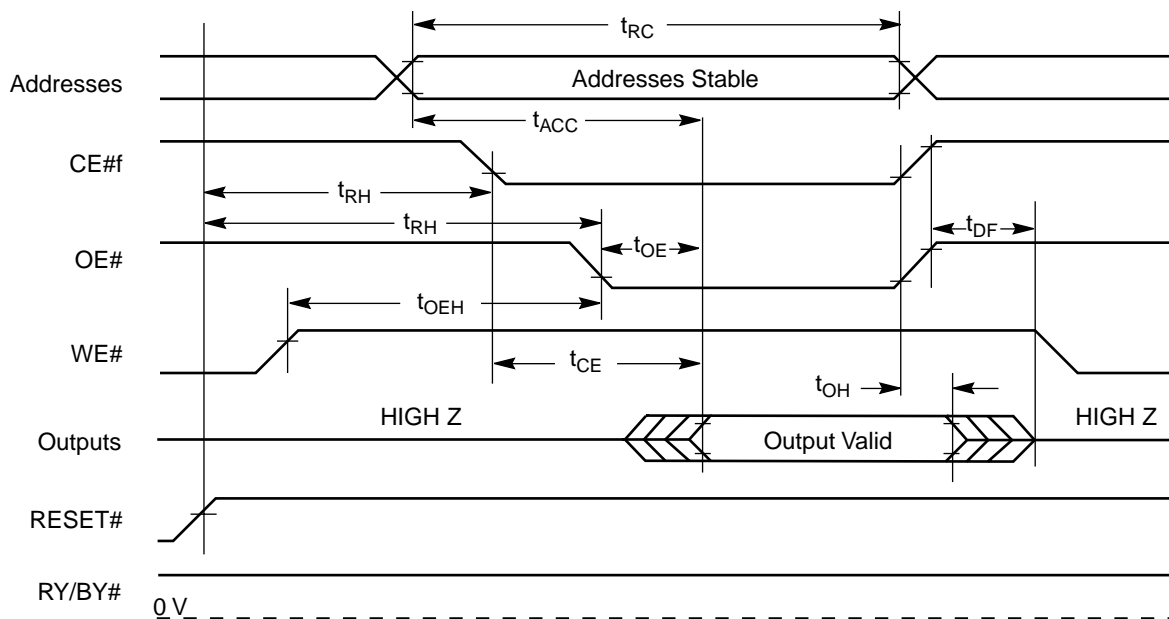 tRC
Addresses
Addresses Stable
tACC
CE#f
tRH
tRH
tDF
OE#
tOE
tOEH
WE#
tCE
tOH
HIGH Z
HIGH Z
Outputs
Output Valid
RESET#
RY/BY#
0 V